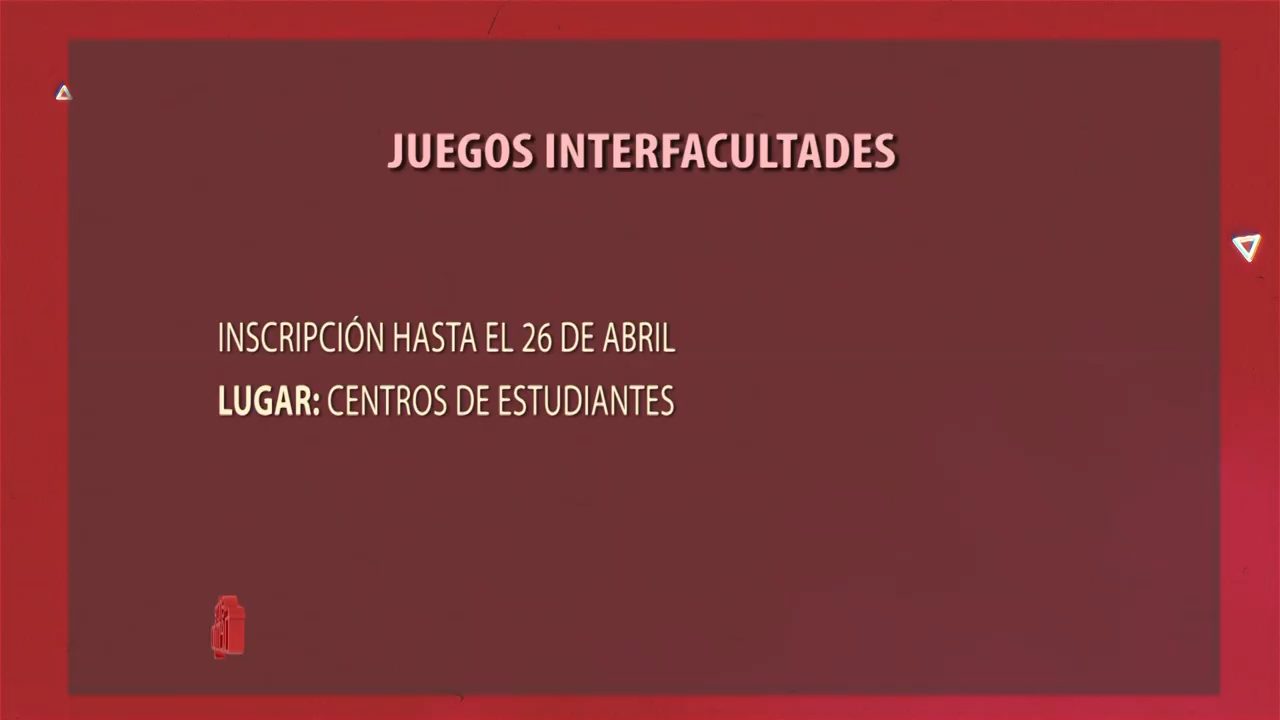 JUEGOS INTERFACULTADES
INSCRIPCIÓN HASTA EL 26 DE ABRIL
LUGAR: CENTROS DE ESTUDIANTES